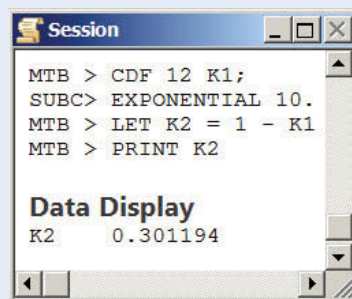 Session
MTB > CDF 12 K1;
SUBC> EXPONENTIAL 10.
MTB > LET K2 = 1 - K1
MTB > PRINT K2
Data Display
K2 0.301194